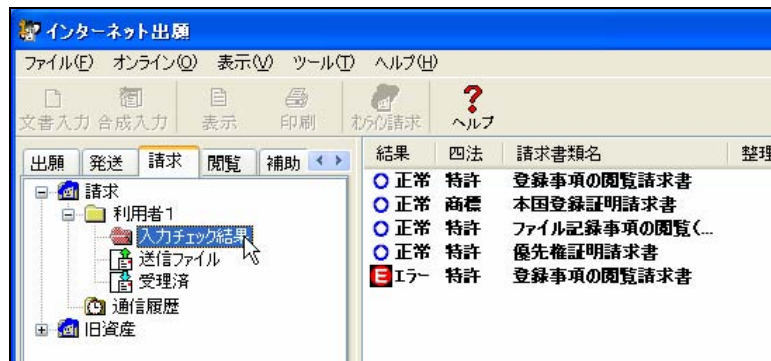 インターネット出願
ファイル(F) オンライン(O) 表示(V) ツール(T) ヘルプ(H)
文書入力 合成入力 表示 印刷 オンライン請求 ヘルプ
出願 発送 請求 閲覧 補助
請求
利用者1
入力チェック結果
送信ファイル
受理済
通信履歴
旧資産
結果 四法 請求書類名 整理
正常 特許 登録事項の閲覧請求書
正常 商標 本国登録証明請求書
正常 特許 ファイル記録事項の閲覧(...
正常 特許 優先権証明請求書
E エラー 特許 登録事項の閲覧請求書